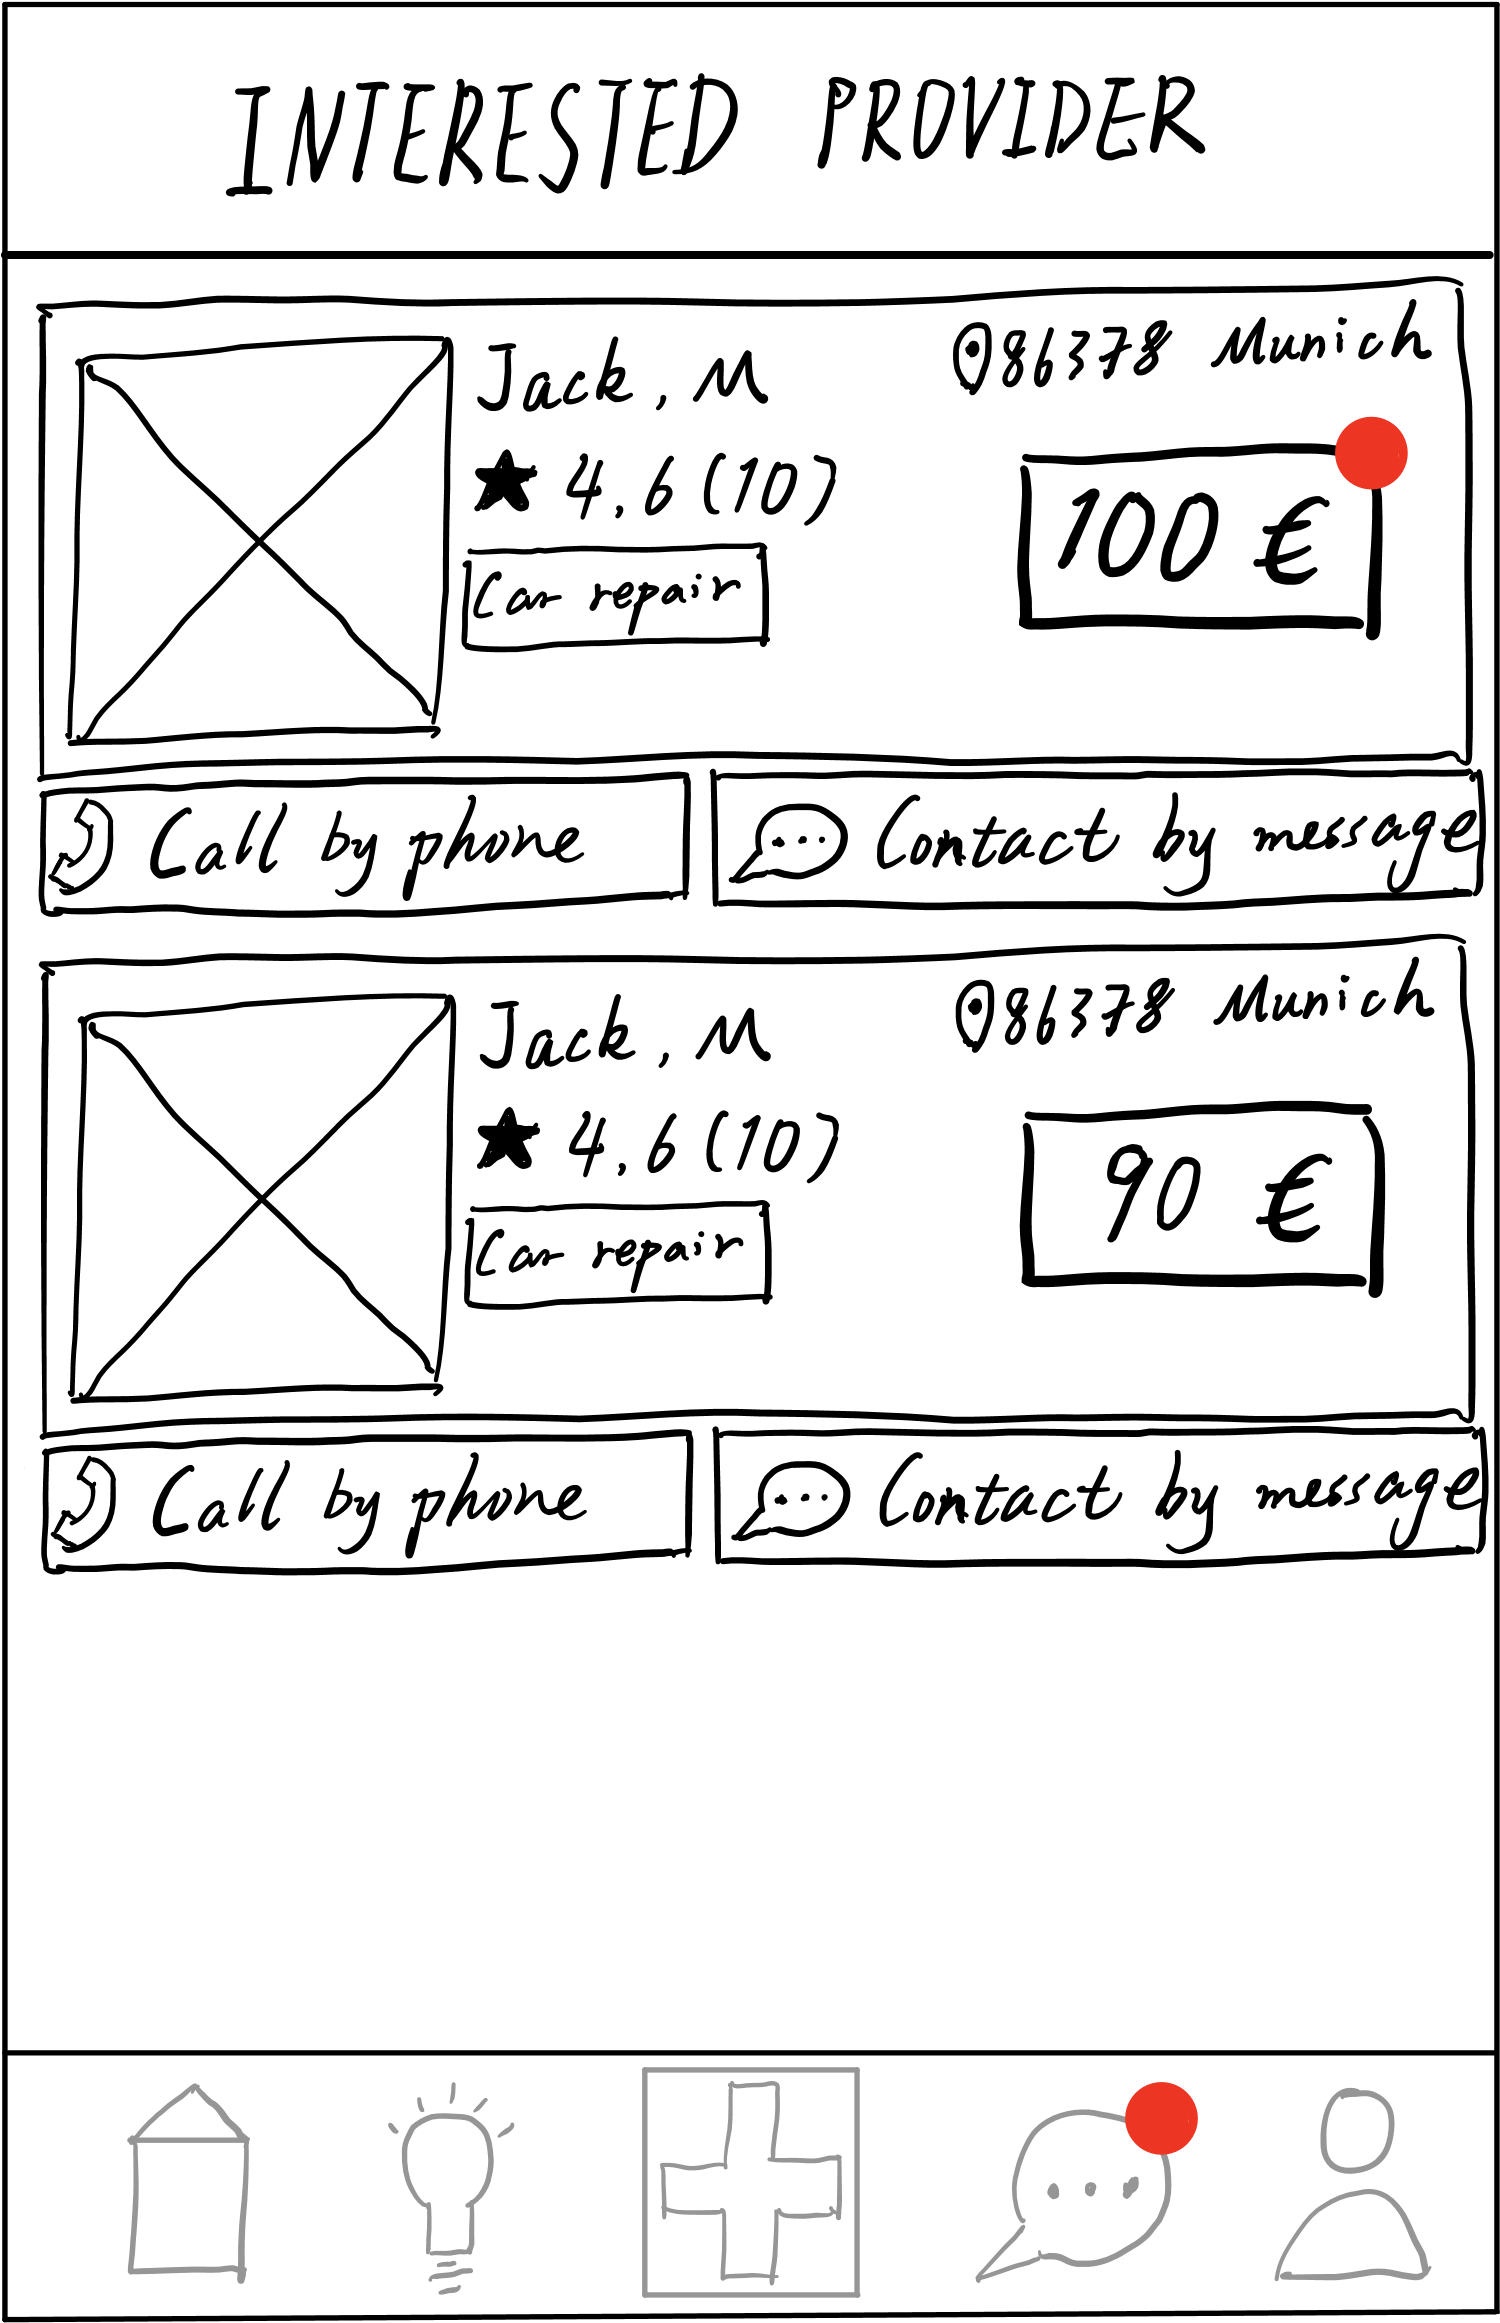 INTERESTED PROVIDER
Jack, M
86378 Munich
4,6 (10)
100 €
Car repair
Call by phone
Contact by message
Jack, M
86378 Munich
4,6 (10)
90 €
Car repair
Call by phone
Contact by message